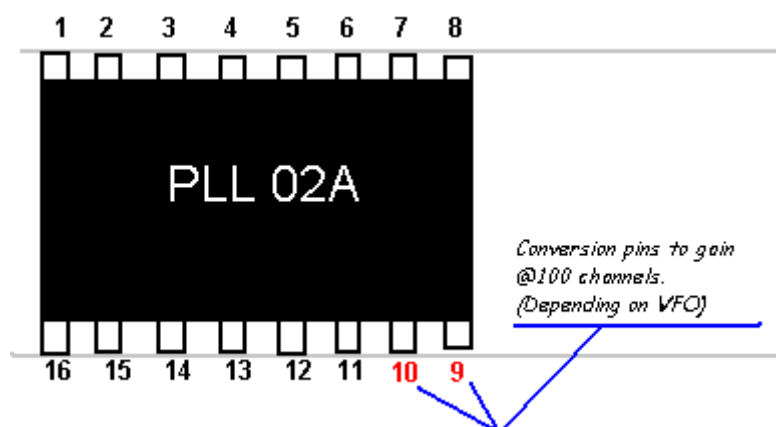 1 2 3 4 5 6 7 8
PLL 02A
Conversion pins to gain
@100 channels.
(Depending on VFO)
16 15 14 13 12 11 10 9